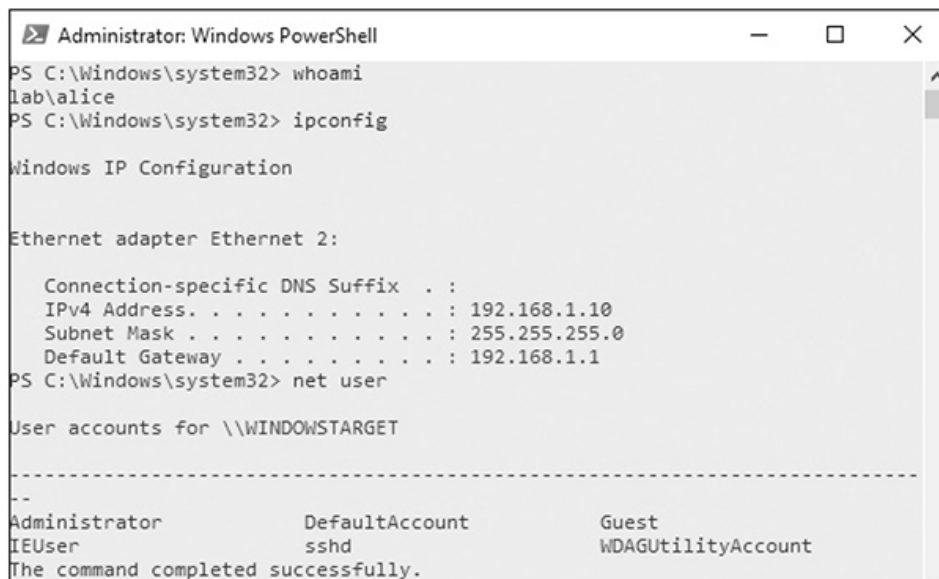 Administrator: Windows PowerShell
PS C:\Windows\system32> whoami
lab\alice
PS C:\Windows\system32> ipconfig
Windows IP Configuration
Ethernet adapter Ethernet 2:
Connection-specific DNS Suffix . :
IPv4 Address. . . . . . . . . . . : 192.168.1.10
Subnet Mask . . . . . . . . . . . : 255.255.255.0
Default Gateway . . . . . . . . . : 192.168.1.1
PS C:\Windows\system32> net user
User accounts for \\WINDOWSTARGET
-------------------------------------------------------------------------------
--
Administrator DefaultAccount Guest
IEUser sshd WDAGUtilityAccount
The command completed successfully.